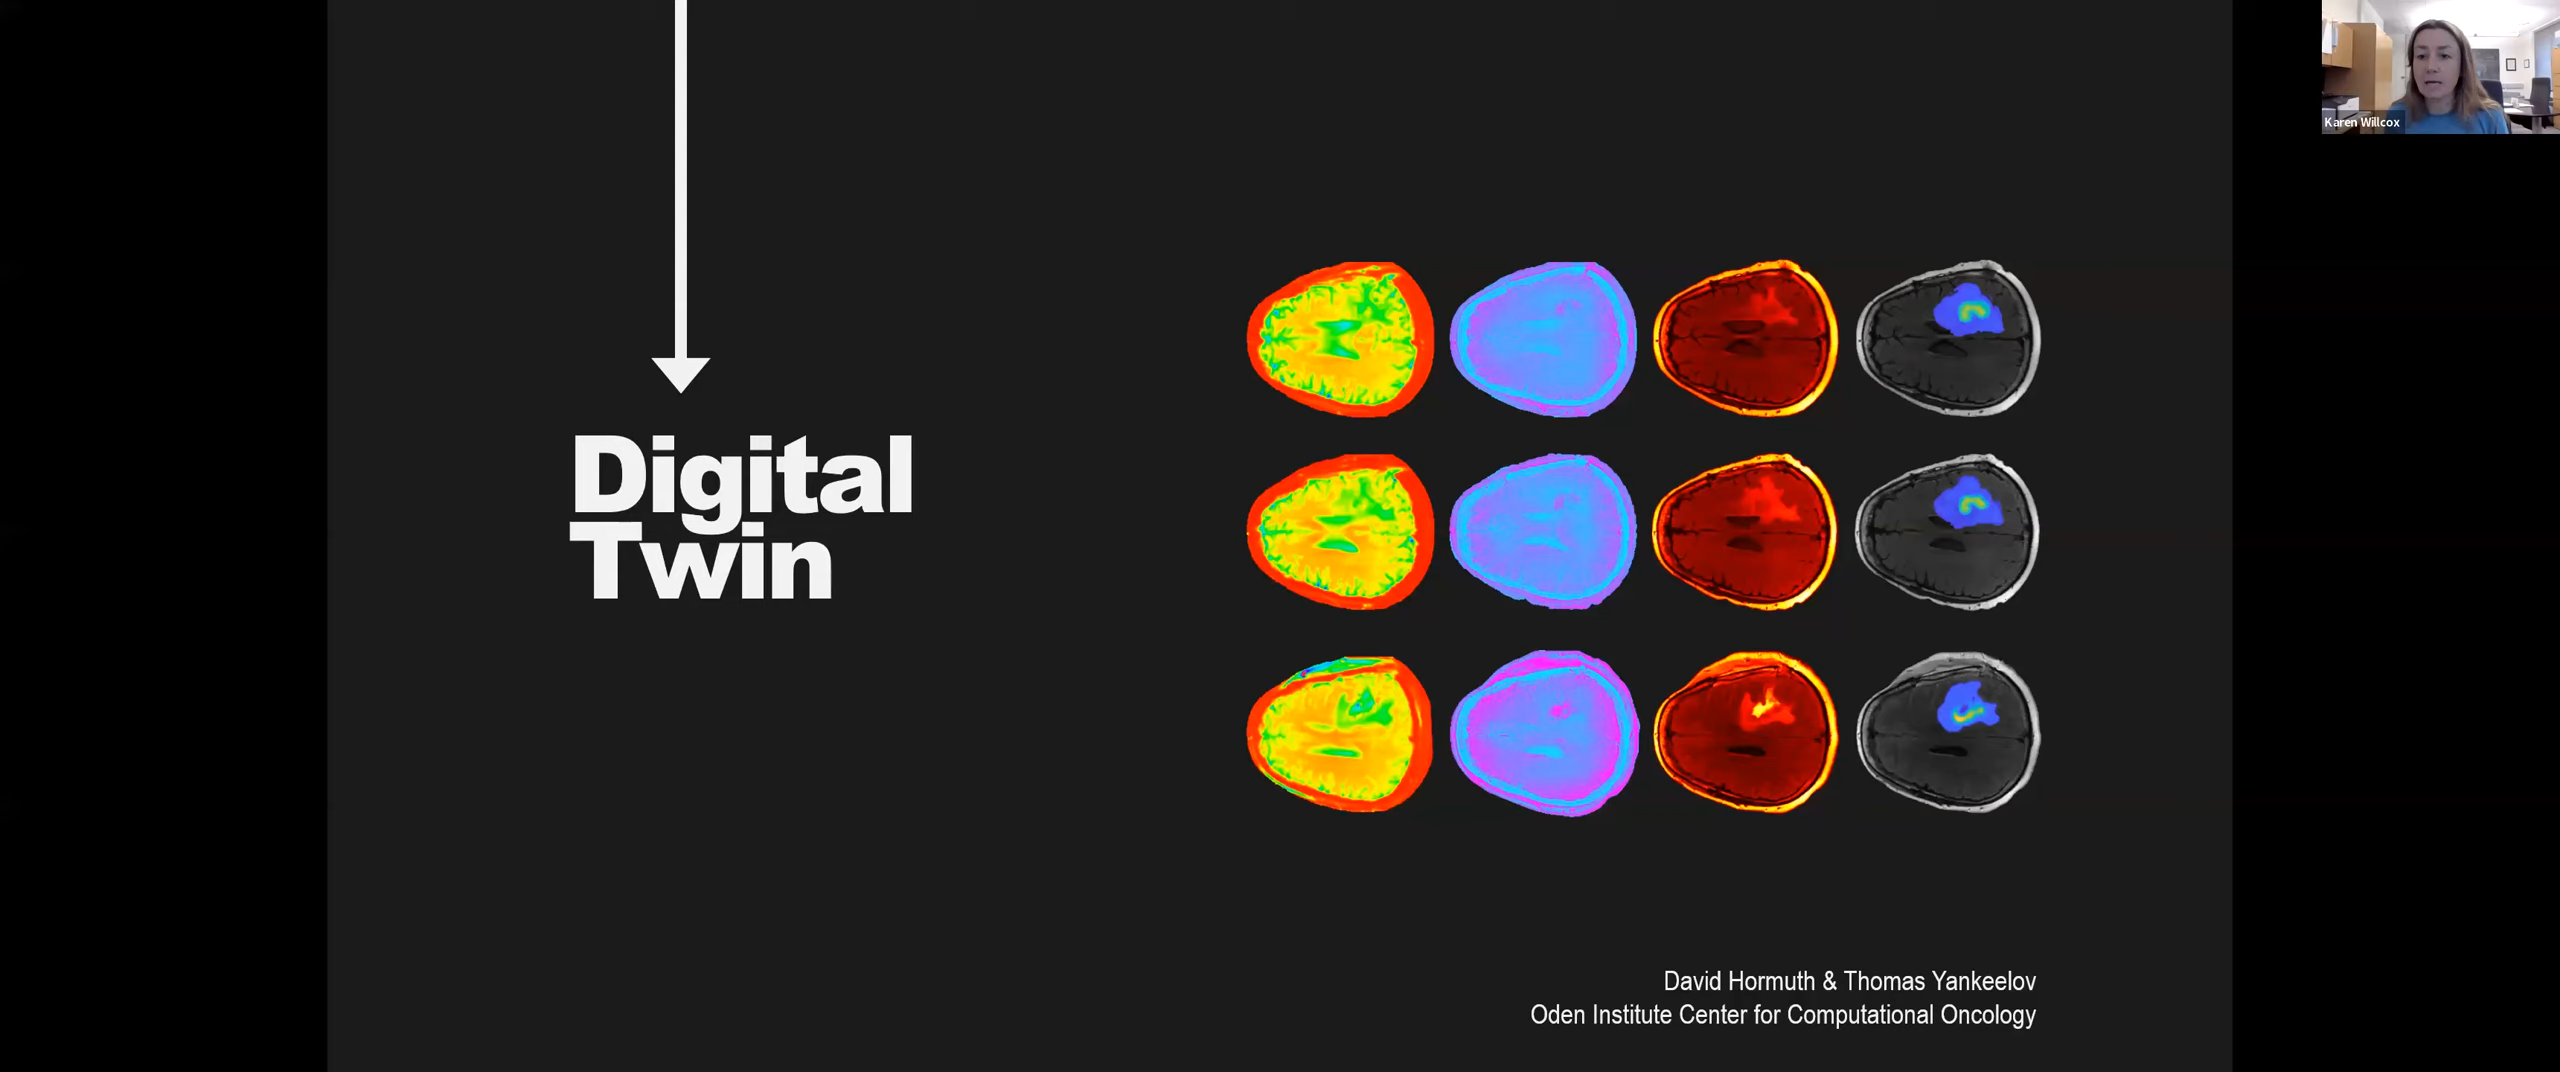 Karen Willcox
Digital
Twin
David Hormuth & Thomas Yankeelov
Oden Institute Center for Computational Oncology